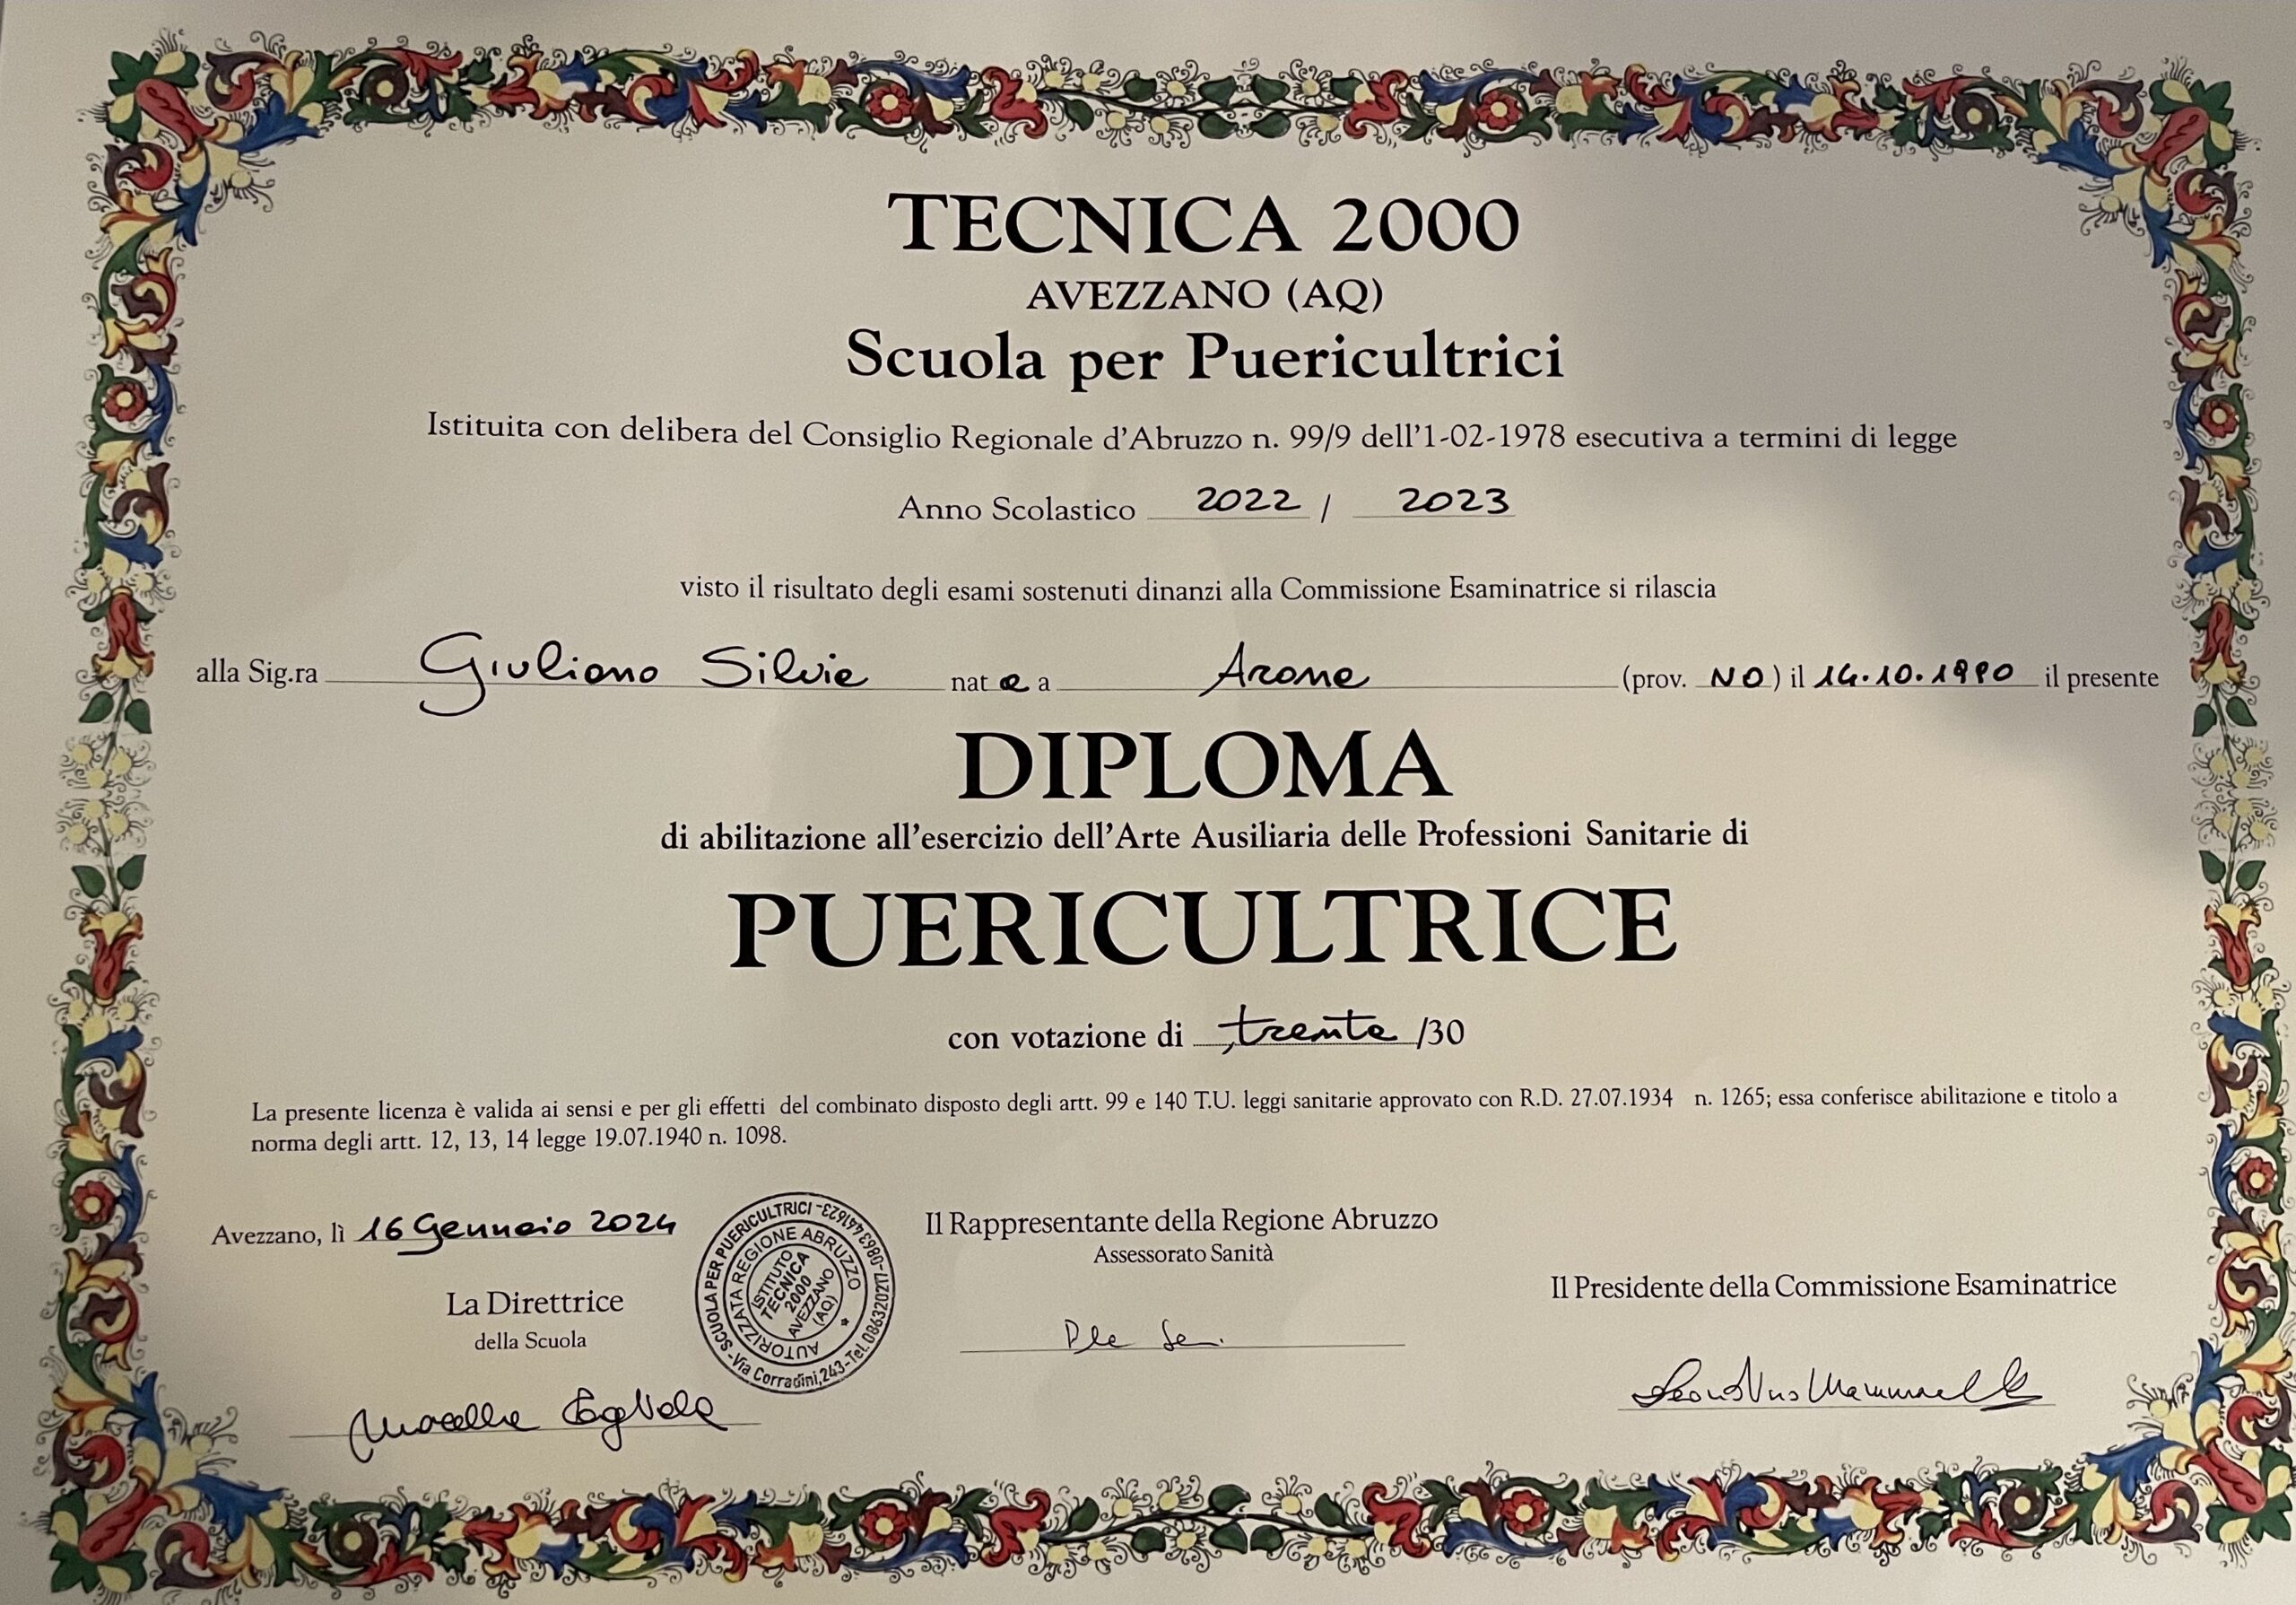 TECNICA 2000
AVEZZANO (AQ)
Scuola per Puericultrici
Istituita con delibera del Consiglio Regionale d'Abruzzo n. 99/9 dell'1-02-1978 esecutiva a termini di legge
Anno Scolastico 2022 / 2023
visto il risultato degli esami sostenuti dinanzi alla Commissione Esaminatrice si rilascia
alla Sig.ra Giuliano Silvia nat a a Arona (prov. NO) il 14.10.1990 il presente
DIPLOMA
di abilitazione all'esercizio dell'Arte Ausiliaria delle Professioni Sanitarie di
PUERICULTRICE
con votazione di trenta /30
La presente licenza è valida ai sensi e per gli effetti del combinato disposto degli artt. 99 e 140 T.U. leggi sanitarie approvato con R.D. 27.07.1934 n. 1265; essa conferisce abilitazione e titolo a
norma degli artt. 12, 13, 14 legge 19.07.1940 n. 1098.
Avezzano, lì 16 Gennaio 2024
SCUOLA PER PUERICULTRICI - Via Corradini, 243 - Tel.
AUTORIZZATA REGIONE ABRUZZO
ISTITUTO
TECNICA
2000
AVEZZANO
(AQ)
Il Rappresentante della Regione Abruzzo
Assessorato Sanità
Il Presidente della Commissione Esaminatrice
La Direttrice
della Scuola